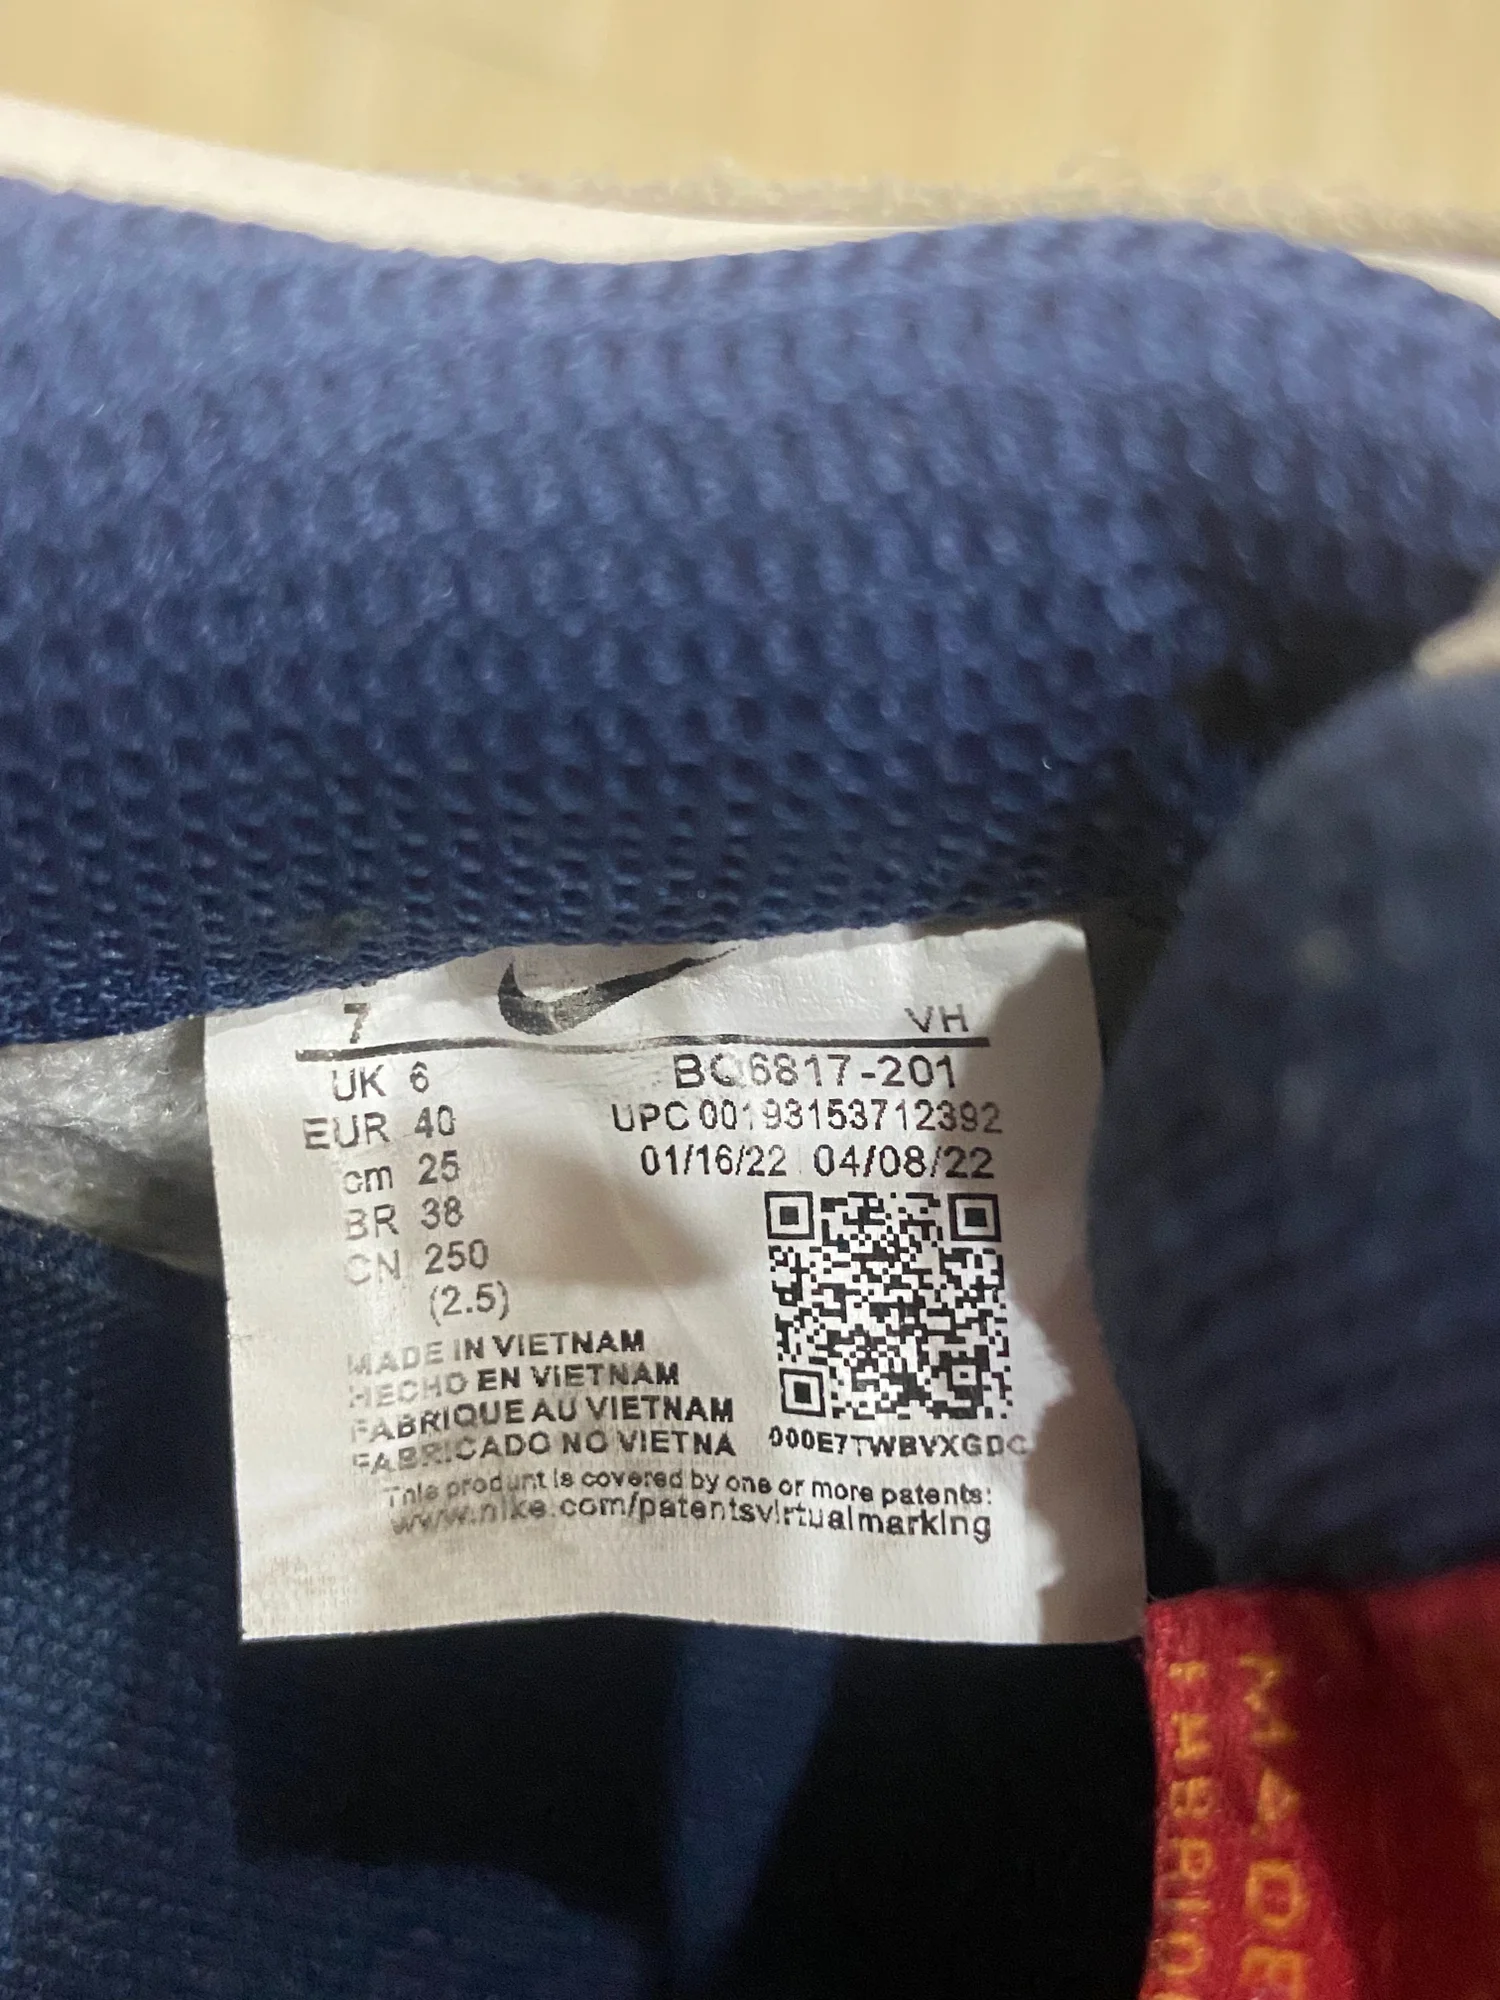 7
VH
UK 6
EUR 40
cm 25
BR 38
CN 250
(2.5)
BQ6817-201
UPC 00193153712392
01/16/22 04/08/22
MADE IN VIETNAM
HECHO EN VIETNAM
FABRIQUE AU VIETNAM
FABRICADO NO VIETNA
000E7TWBVXGDC
This product is covered by one or more patents:
www.nike.com/patentsvirtualmarking
MADE